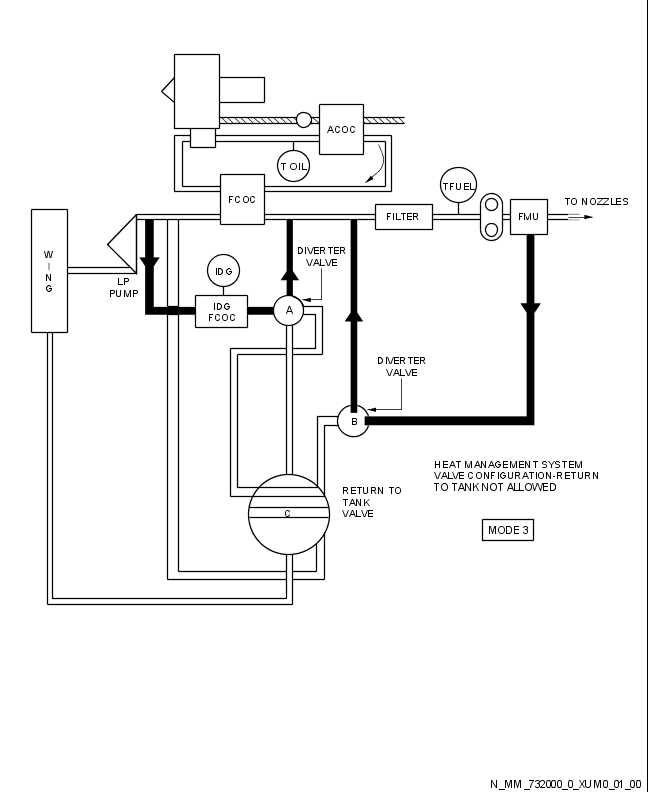 ACOC
T OIL
FCOC
TFUEL
TO NOZZLES
FILTER
FMU
W
I
N
G
DIVERTER
VALVE
IDG
LP
PUMP
IDG
FCOC
A
DIVERTER
VALVE
B
HEAT MANAGEMENT SYSTEM
VALVE CONFIGURATION-RETURN
TO TANK NOT ALLOWED
RETURN TO
TANK
VALVE
C
MODE 3
N_MM_732000_0_XUM0_01_00